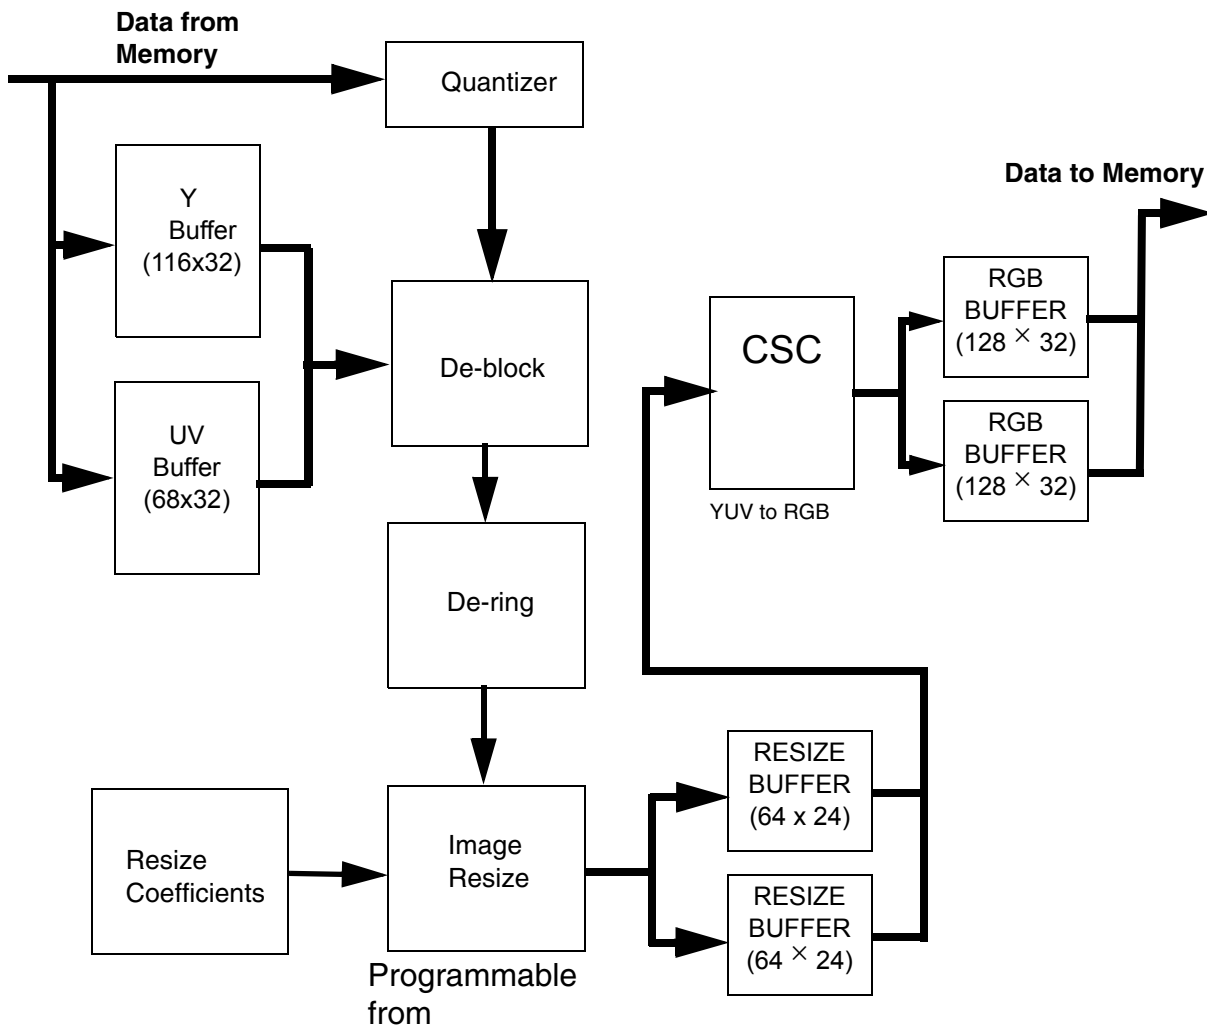 Data from
Memory
Quantizer
Y
Buffer
(116x32)
UV
Buffer
(68x32)
De-block
De-ring
Resize
Coefficients
Image
Resize
Programmable
from
RESIZE
BUFFER
(64 x 24)
RESIZE
BUFFER
(64 × 24)
CSC
YUV to RGB
RGB
BUFFER
(128 × 32)
RGB
BUFFER
(128 × 32)
Data to Memory